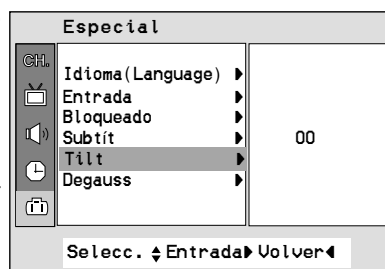 Especial
CH.
Idioma(Language) ▶
Entrada ▶
Bloqueado ▶
Subtít ▶
00
Tilt ▶
Degauss ▶
Selecc. ▲▼ Entrada▶ Volver◀